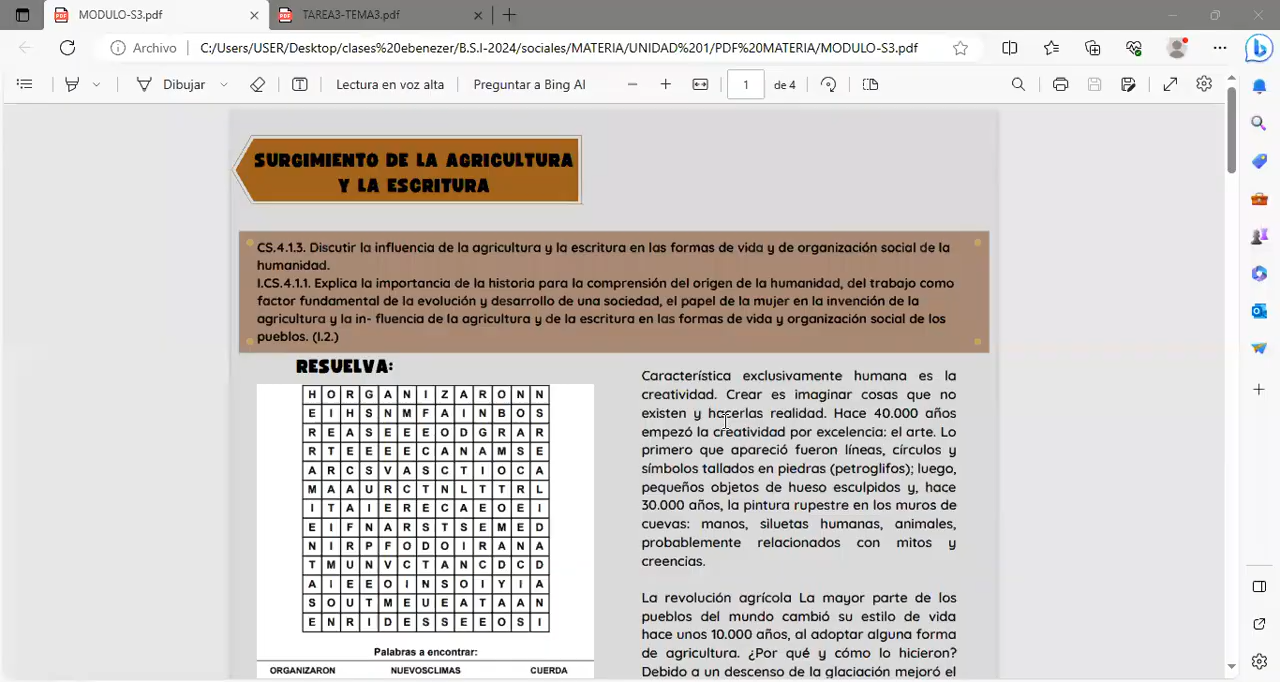 MODULO-S3.pdf
TAREA3-TEMA3.pdf
Archivo
C:/Users/USER/Desktop/clases%20ebenezer/B.S.I-2024/sociales/MATERIA/UNIDAD%201/PDF%20MATERIA/MODULO-S3.pdf
Dibujar
Lectura en voz alta
Preguntar a Bing AI
1 de 4
SURGIMIENTO DE LA AGRICULTURA
Y LA ESCRITURA
CS.4.1.3. Discutir la influencia de la agricultura y la escritura en las formas de vida y de organización social de la
humanidad.
I.CS.4.1.1. Explica la importancia de la historia para la comprensión del origen de la humanidad, del trabajo como
factor fundamental de la evolución y desarrollo de una sociedad, el papel de la mujer en la invención de la
agricultura y la in- fluencia de la agricultura y de la escritura en las formas de vida y organización social de los
pueblos. (I.2.)
RESUELVA:
H O R G A N I Z A R O N N
E I H S N M F A I N B O S
R E A S E E E O D G R A R
R T E E E E C A N A M S E
A R C S V A S C T I O C A
M A A U R C T N L T T R L
I T A I E R E C A E O E I
E I F N A R S T S E M E D
N I R P F O D O I R A N A
T M U N V C T A N C D C D
A I E E O I N S O I Y I A
S O U T M E U E A T A A N
E N R I D E S S E E O S I
Palabras a encontrar:
ORGANIZARON NUEVOSCLIMAS CUERDA
Característica exclusivamente humana es la
creatividad. Crear es imaginar cosas que no
existen y hacerlas realidad. Hace 40.000 años
empezó la creatividad por excelencia: el arte. Lo
primero que apareció fueron líneas, círculos y
símbolos tallados en piedras (petroglifos); luego,
pequeños objetos de hueso esculpidos y, hace
30.000 años, la pintura rupestre en los muros de
cuevas: manos, siluetas humanas, animales,
probablemente relacionados con mitos y
creencias.
La revolución agrícola La mayor parte de los
pueblos del mundo cambió su estilo de vida
hace unos 10.000 años, al adoptar alguna forma
de agricultura. ¿Por qué y cómo lo hicieron?
Debido a un descenso de la glaciación mejoró el